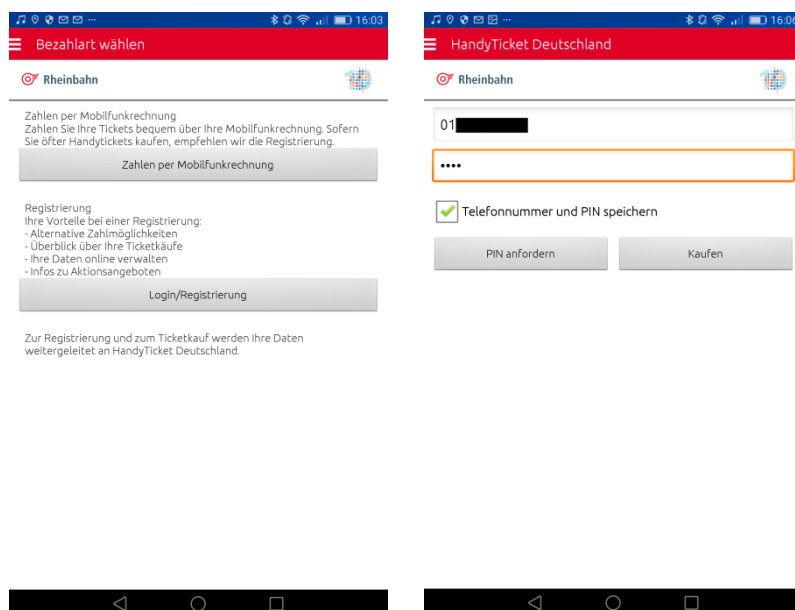 16:03
Bezahlart wählen
Rheinbahn
Zahlen per Mobilfunkrechnung
Zahlen Sie Ihre Tickets bequem über Ihre Mobilfunkrechnung. Sofern
Sie öfter Handytickets kaufen, empfehlen wir die Registrierung.
Zahlen per Mobilfunkrechnung
Registrierung
Ihre Vorteile bei einer Registrierung:
- Alternative Zahlmöglichkeiten
- Überblick über Ihre Ticketkäufe
- Ihre Daten online verwalten
- Infos zu Aktionsangeboten
Login/Registrierung
Zur Registrierung und zum Ticketkauf werden Ihre Daten
weitergeleitet an HandyTicket Deutschland.
16:06
HandyTicket Deutschland
Rheinbahn
01
••••
Telefonnummer und PIN speichern
PIN anfordern
Kaufen